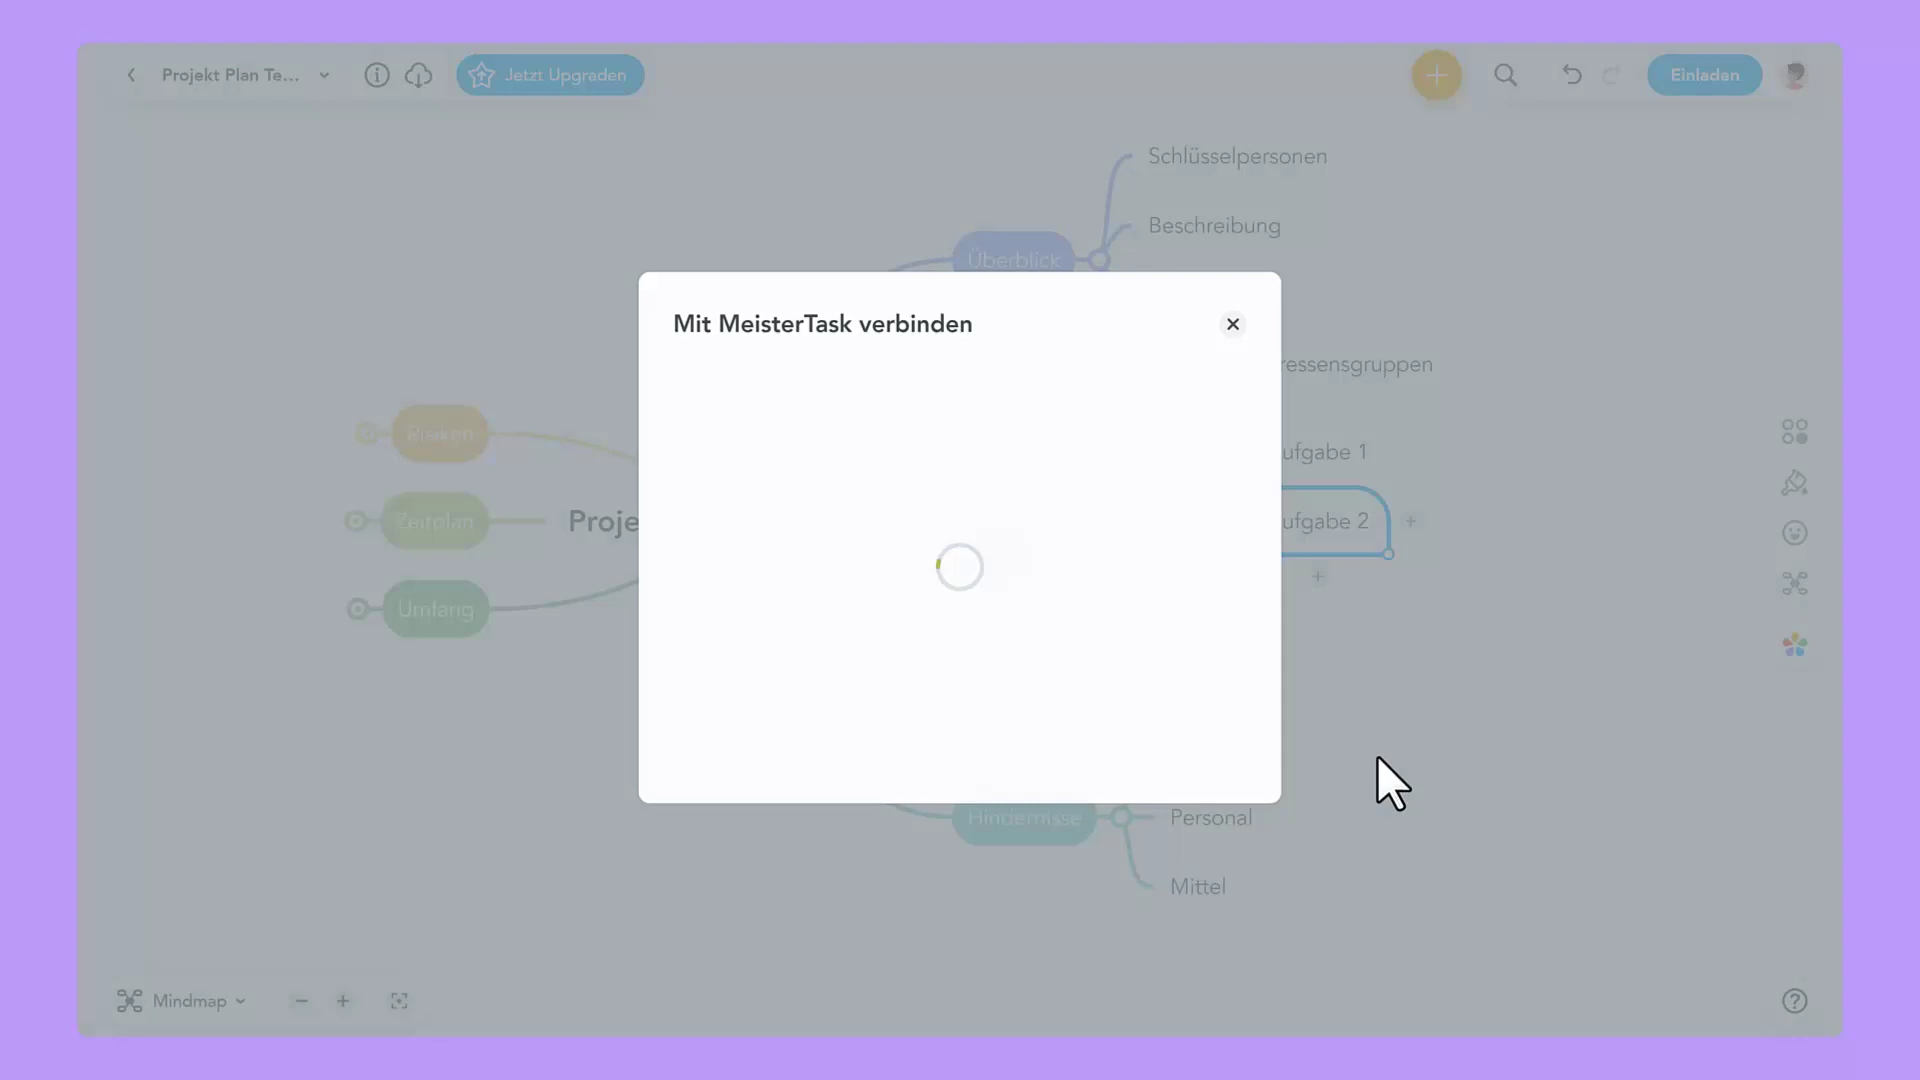 Projekt Plan Te...
Jetzt Upgraden
Einladen
Schlüsselpersonen
Beschreibung
Überblick
Mit MeisterTask verbinden
ressensgruppen
Risiken
ufgabe 1
Zeitplan
Proje
ufgabe 2
Umfang
Hindernisse
Personal
Mittel
Mindmap